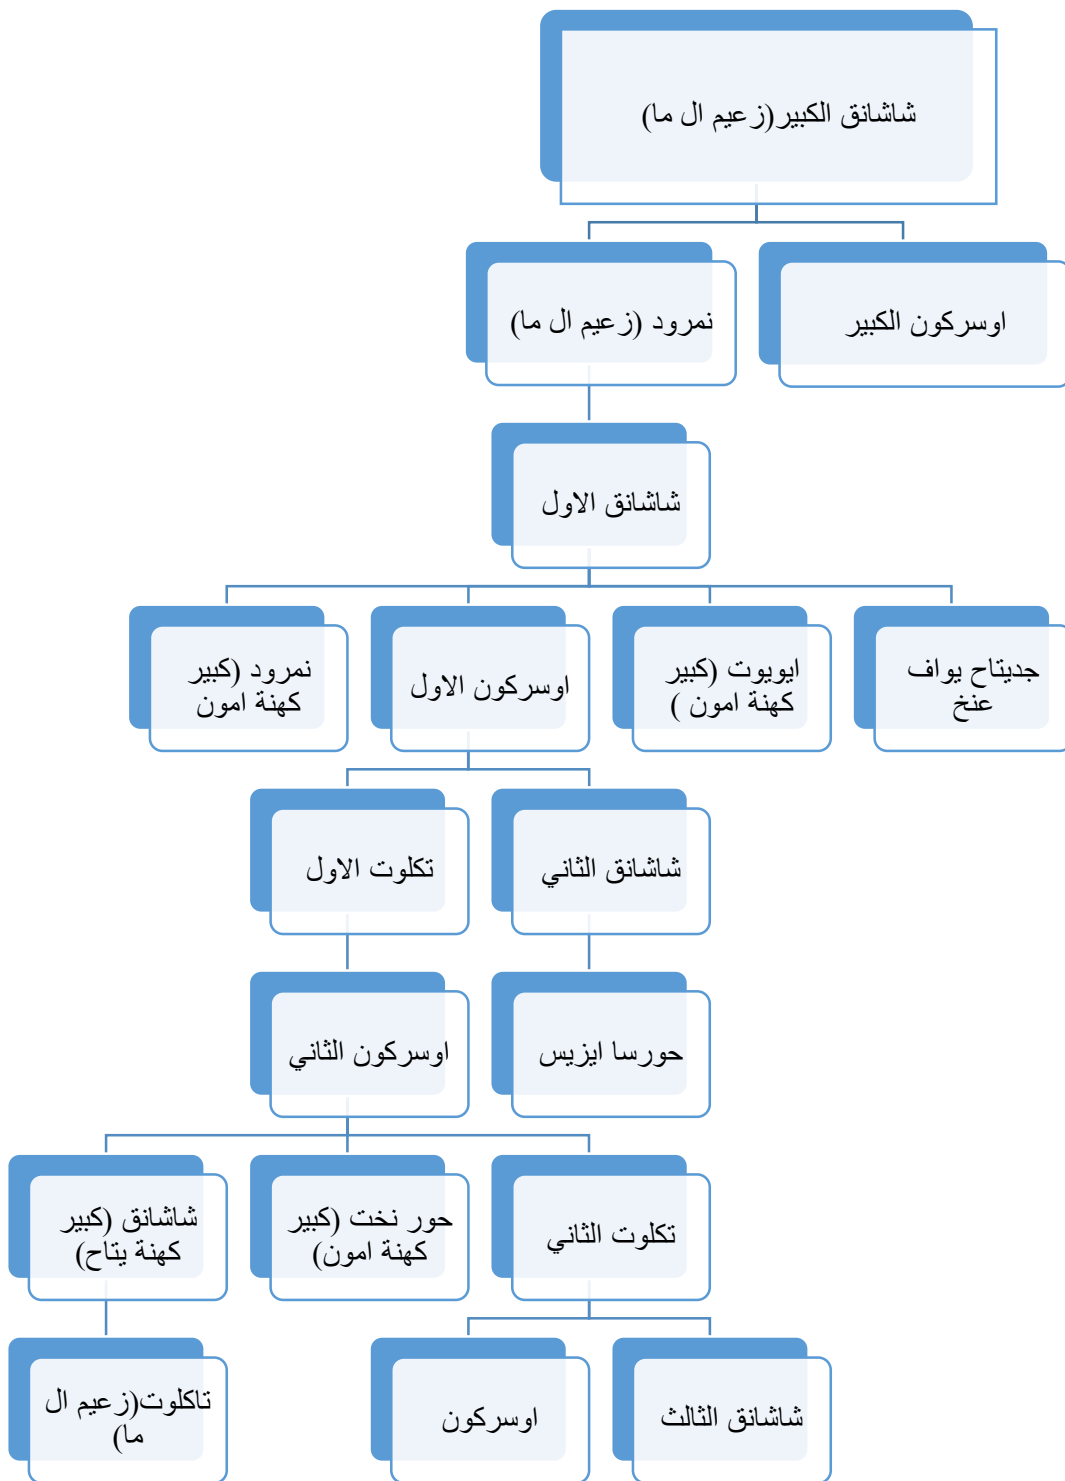 شاشانق الكبير(زعيم ال ما)
اوسركون الكبير
نمرود (زعيم ال ما)
شاشانق الاول
جديتاح يواف
عنخ
ايويوت (كبير
كهنة امون )
اوسركون الاول
نمرود (كبير
كهنة امون
شاشانق الثاني
تكلوت الاول
حورسا ايزيس
اوسركون الثاني
تكلوت الثاني
حور نخت (كبير
كهنة امون)
شاشانق (كبير
كهنة يتاح)
شاشانق الثالث
اوسركون
تاكلوت(زعيم ال
ما)